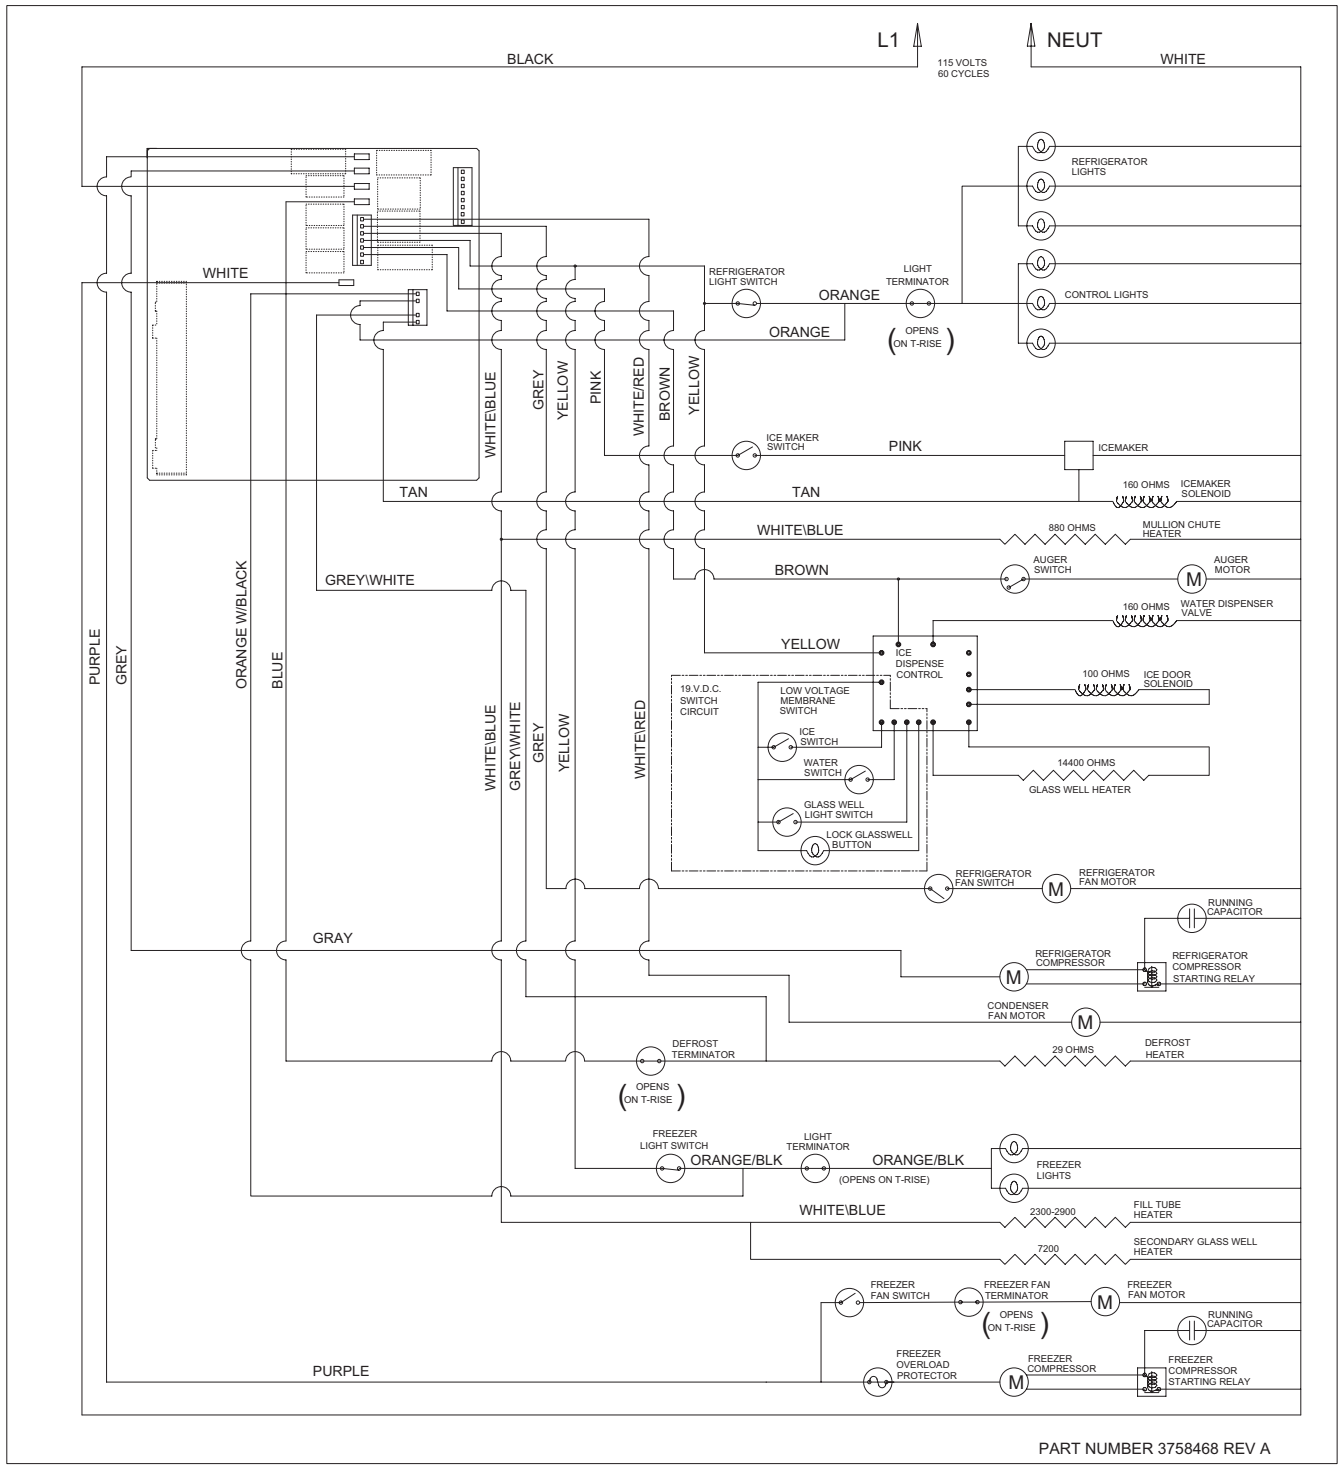 L1
NEUT
BLACK
115 VOLTS
60 CYCLES
WHITE
REFRIGERATOR
LIGHTS
WHITE
REFRIGERATOR
LIGHT SWITCH
LIGHT
TERMINATOR
ORANGE
CONTROL LIGHTS
ORANGE
( OPENS
ON T-RISE )
WHITE\BLUE
GREY
YELLOW
PINK
WHITE/RED
BROWN
YELLOW
ICE MAKER
SWITCH
PINK
ICEMAKER
TAN
TAN
160 OHMS
ICEMAKER
SOLENOID
WHITE\BLUE
880 OHMS
MULLION CHUTE
HEATER
GREY\WHITE
BROWN
AUGER
SWITCH
M
AUGER
MOTOR
160 OHMS
WATER DISPENSER
VALVE
PURPLE
GREY
ORANGE W/BLACK
BLUE
YELLOW
ICE
DISPENSE
CONTROL
100 OHMS
ICE DOOR
SOLENOID
19.V.D.C.
SWITCH
CIRCUIT
LOW VOLTAGE
MEMBRANE
SWITCH
WHITE\BLUE
GREY\WHITE
GREY
YELLOW
WHITE\RED
ICE
SWITCH
WATER
SWITCH
14400 OHMS
GLASS WELL HEATER
GLASS WELL
LIGHT SWITCH
LOCK GLASSWELL
BUTTON
REFRIGERATOR
FAN SWITCH
M
REFRIGERATOR
FAN MOTOR
RUNNING
CAPACITOR
GRAY
REFRIGERATOR
COMPRESSOR
M
REFRIGERATOR
COMPRESSOR
STARTING RELAY
CONDENSER
FAN MOTOR
M
DEFROST
TERMINATOR
29 OHMS
DEFROST
HEATER
( OPENS
ON T-RISE )
FREEZER
LIGHT SWITCH
ORANGE/BLK
LIGHT
TERMINATOR
ORANGE/BLK
(OPENS ON T-RISE)
FREEZER
LIGHTS
WHITE\BLUE
2300-2900
FILL TUBE
HEATER
7200
SECONDARY GLASS WELL
HEATER
FREEZER
FAN SWITCH
FREEZER FAN
TERMINATOR
M
FREEZER
FAN MOTOR
( OPENS
ON T-RISE )
RUNNING
CAPACITOR
PURPLE
FREEZER
OVERLOAD
PROTECTOR
FREEZER
COMPRESSOR
M
FREEZER
COMPRESSOR
STARTING RELAY
PART NUMBER 3758468 REV A